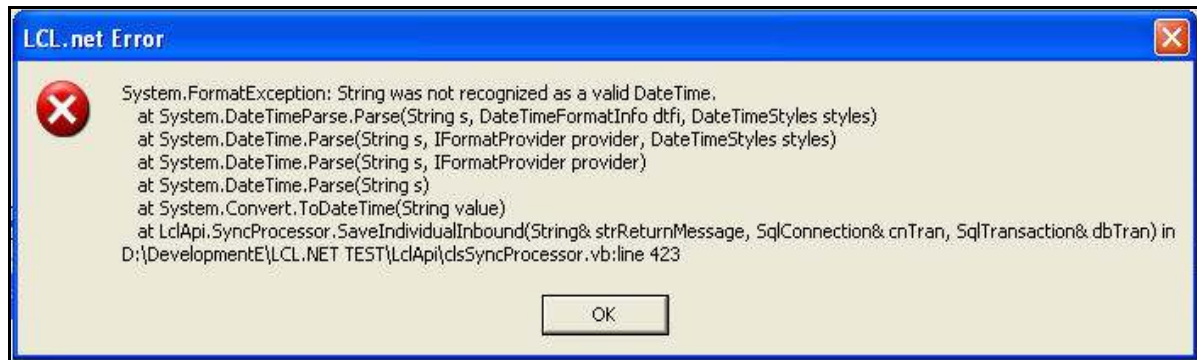 LCL.net Error
System.FormatException: String was not recognized as a valid DateTime.
at System.DateTimeParse.Parse(String s, DateTimeFormatInfo dtfi, DateTimeStyles styles)
at System.DateTime.Parse(String s, IFormatProvider provider, DateTimeStyles styles)
at System.DateTime.Parse(String s, IFormatProvider provider)
at System.DateTime.Parse(String s)
at System.Convert.ToDateTime(String value)
at LclApi.SyncProcessor.SaveIndividualInbound(String& strReturnMessage, SqlConnection& cnTran, SqlTransaction& dbTran) in
D:\DevelopmentE\LCL.NET TEST\LclApi\clsSyncProcessor.vb:line 423
OK